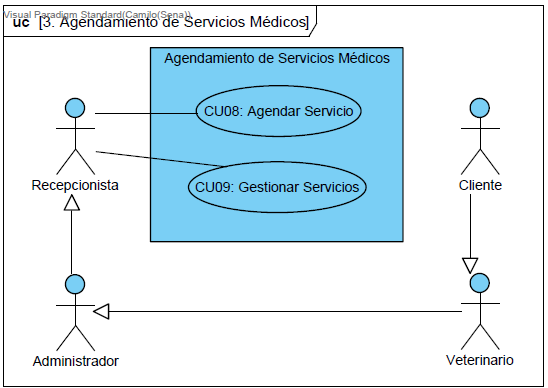 Visual Paradigm Standard(Camilo(Sena))
uc [3. Agendamiento de Servicios Médicos]
Agendamiento de Servicios Médicos
CU08: Agendar Servicio
CU09: Gestionar Servicios
Recepcionista
Cliente
Administrador
Veterinario